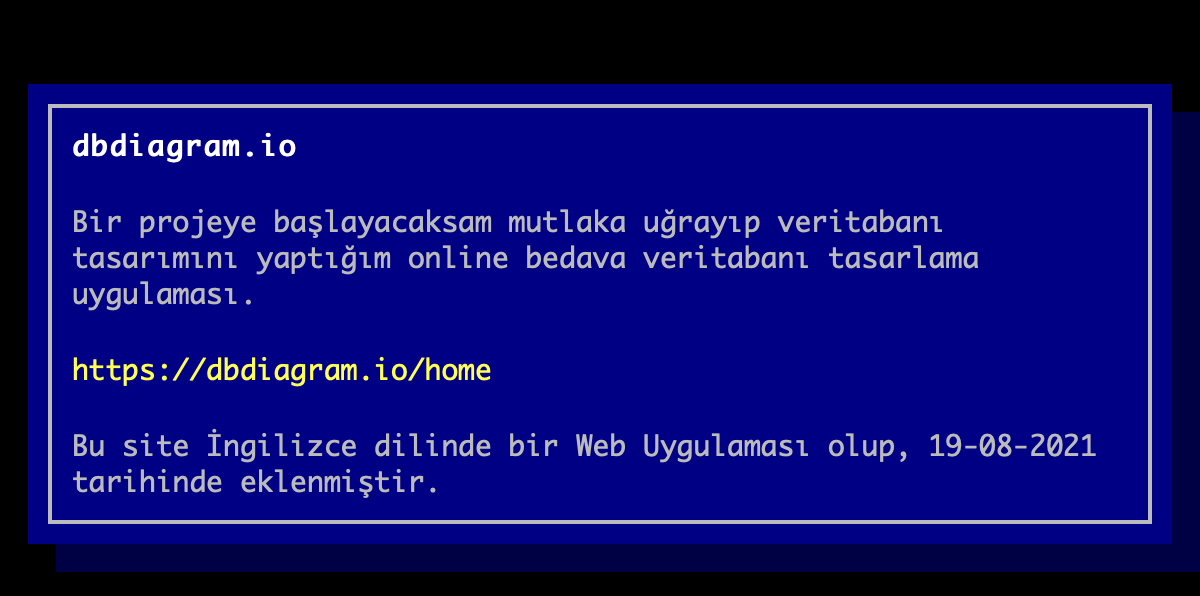 dbdiagram.io
Bir projeye başlayacaksam mutlaka uğrayıp veritabanı
tasarımını yaptığım online bedava veritabanı tasarlama
uygulaması.
https://dbdiagram.io/home
Bu site İngilizce dilinde bir Web Uygulaması olup, 19-08-2021
tarihinde eklenmiştir.